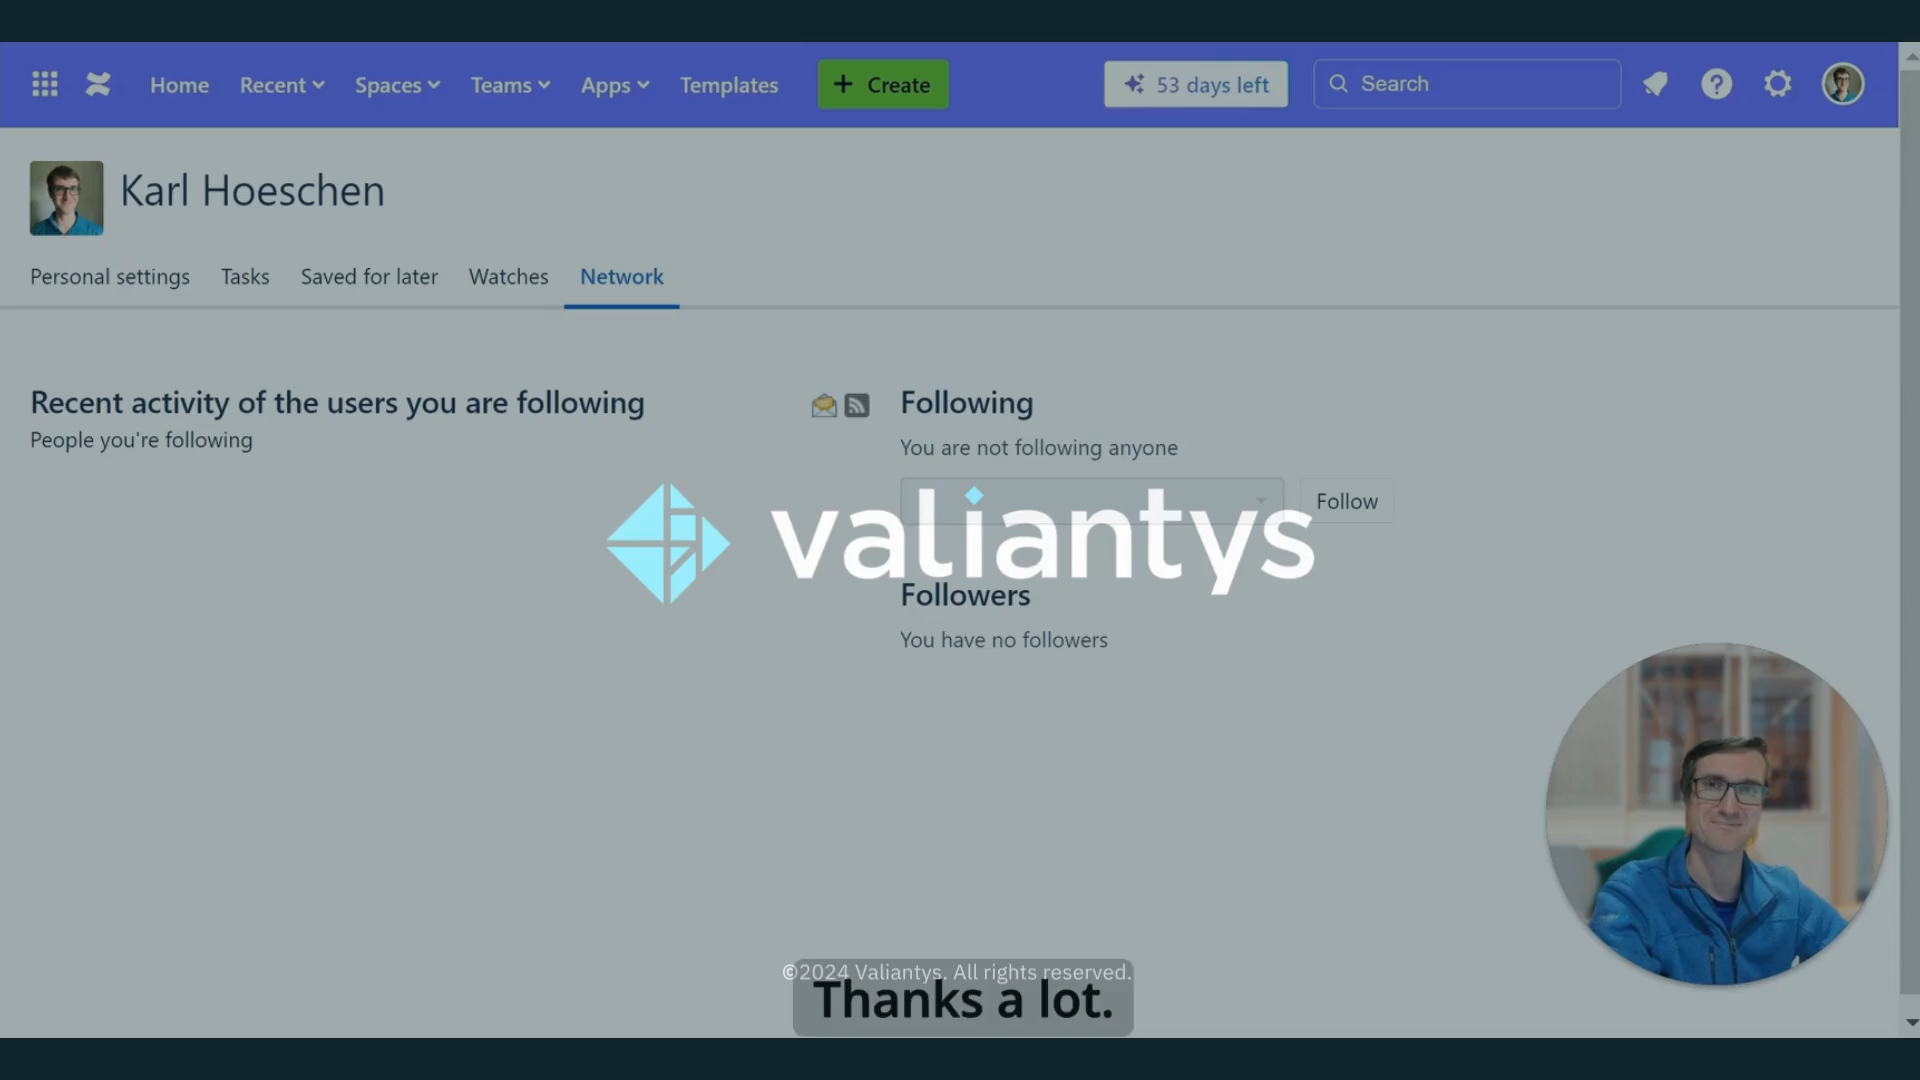 Home Recent Spaces Teams Apps Templates + Create 53 days left Search
Karl Hoeschen
Personal settings Tasks Saved for later Watches Network
Recent activity of the users you are following
People you're following
Following
You are not following anyone
Follow
valiantys
Followers
You have no followers
©2024 Valiantys. All rights reserved.
Thanks a lot.